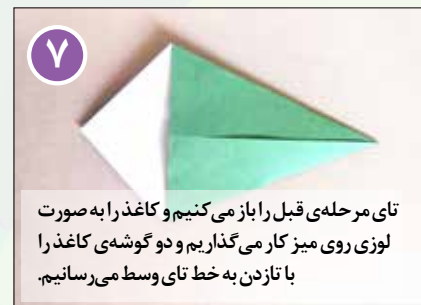 ۷
تای مرحله‌ی قبل را باز می‌کنیم و کاغذ را به صورت
لوزی روی میز کار می‌گذاریم و دو گوشه‌ی کاغذ را
با تازدن به خط تای وسط می‌رسانیم.